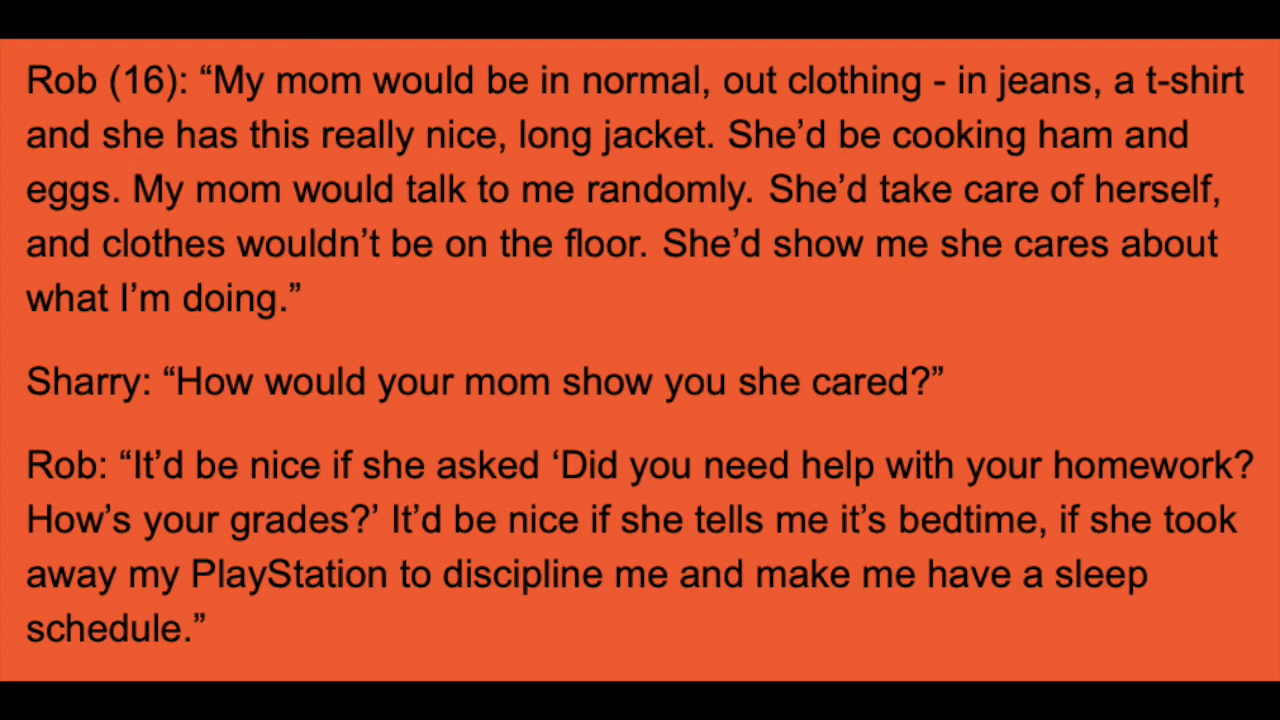 Rob (16): “My mom would be in normal, out clothing - in jeans, a t-shirt
and she has this really nice, long jacket. She’d be cooking ham and
eggs. My mom would talk to me randomly. She’d take care of herself,
and clothes wouldn’t be on the floor. She’d show me she cares about
what I’m doing.”
Sharry: “How would your mom show you she cared?”
Rob: “It’d be nice if she asked ‘Did you need help with your homework?
How’s your grades?’ It’d be nice if she tells me it’s bedtime, if she took
away my PlayStation to discipline me and make me have a sleep
schedule.”